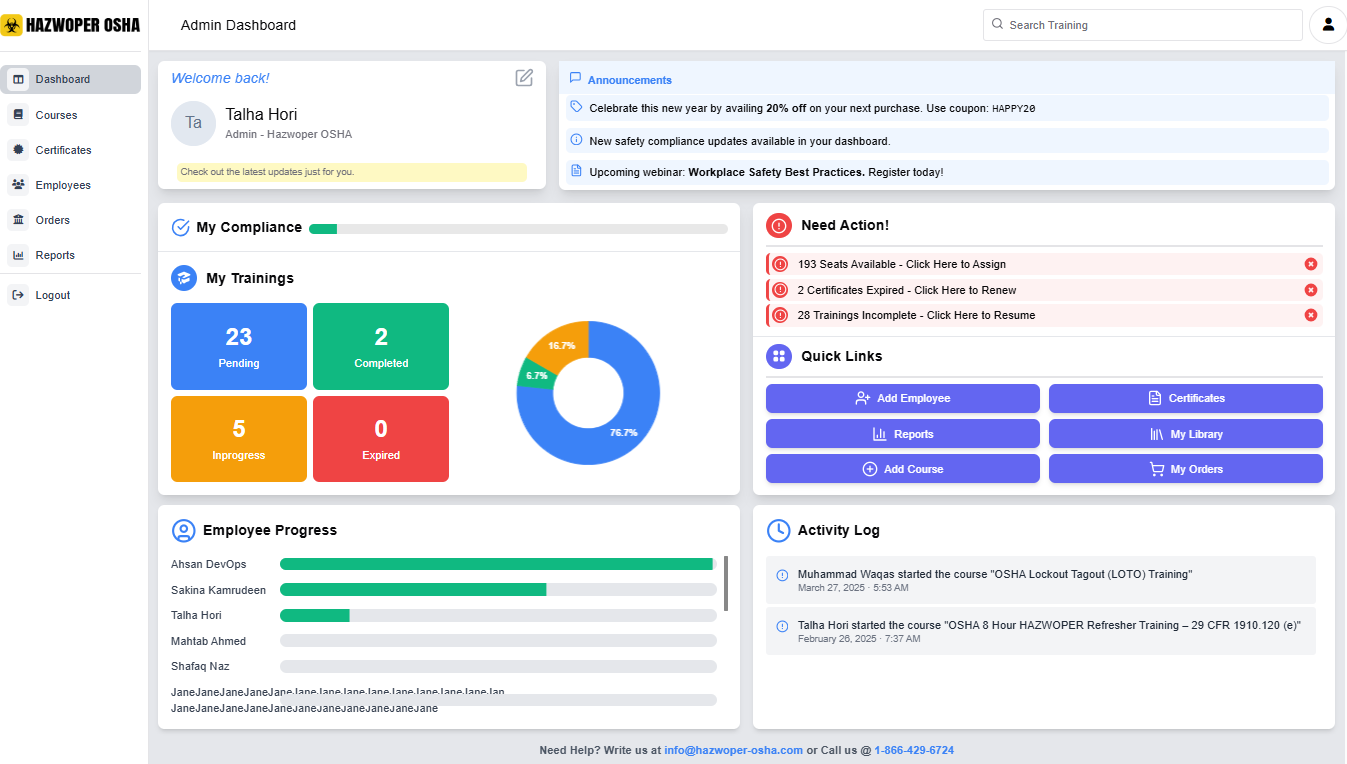 HAZWOPER OSHA
Admin Dashboard
Search Training
Dashboard
Courses
Certificates
Employees
Orders
Reports
Logout
Welcome back!
Ta
Talha Hori
Admin - Hazwoper OSHA
Check out the latest updates just for you.
Announcements
Celebrate this new year by availing 20% off on your next purchase. Use coupon: HAPPY20
New safety compliance updates available in your dashboard.
Upcoming webinar: Workplace Safety Best Practices. Register today!
My Compliance
My Trainings
23
Pending
2
Completed
5
Inprogress
0
Expired
16.7%
6.7%
76.7%
Need Action!
193 Seats Available - Click Here to Assign
2 Certificates Expired - Click Here to Renew
28 Trainings Incomplete - Click Here to Resume
Quick Links
Add Employee
Certificates
Reports
My Library
Add Course
My Orders
Employee Progress
Ahsan DevOps
Sakina Kamrudeen
Talha Hori
Mahtab Ahmed
Shafaq Naz
JaneJaneJaneJaneJaneJaneJaneJaneJaneJaneJaneJaneJaneJan
JaneJaneJaneJaneJaneJaneJaneJaneJaneJaneJane
Activity Log
Muhammad Waqas started the course "OSHA Lockout Tagout (LOTO) Training"
March 27, 2025 · 5:53 AM
Talha Hori started the course "OSHA 8 Hour HAZWOPER Refresher Training – 29 CFR 1910.120 (e)"
February 26, 2025 · 7:37 AM
Need Help? Write us at info@hazwoper-osha.com or Call us @ 1-866-429-6724